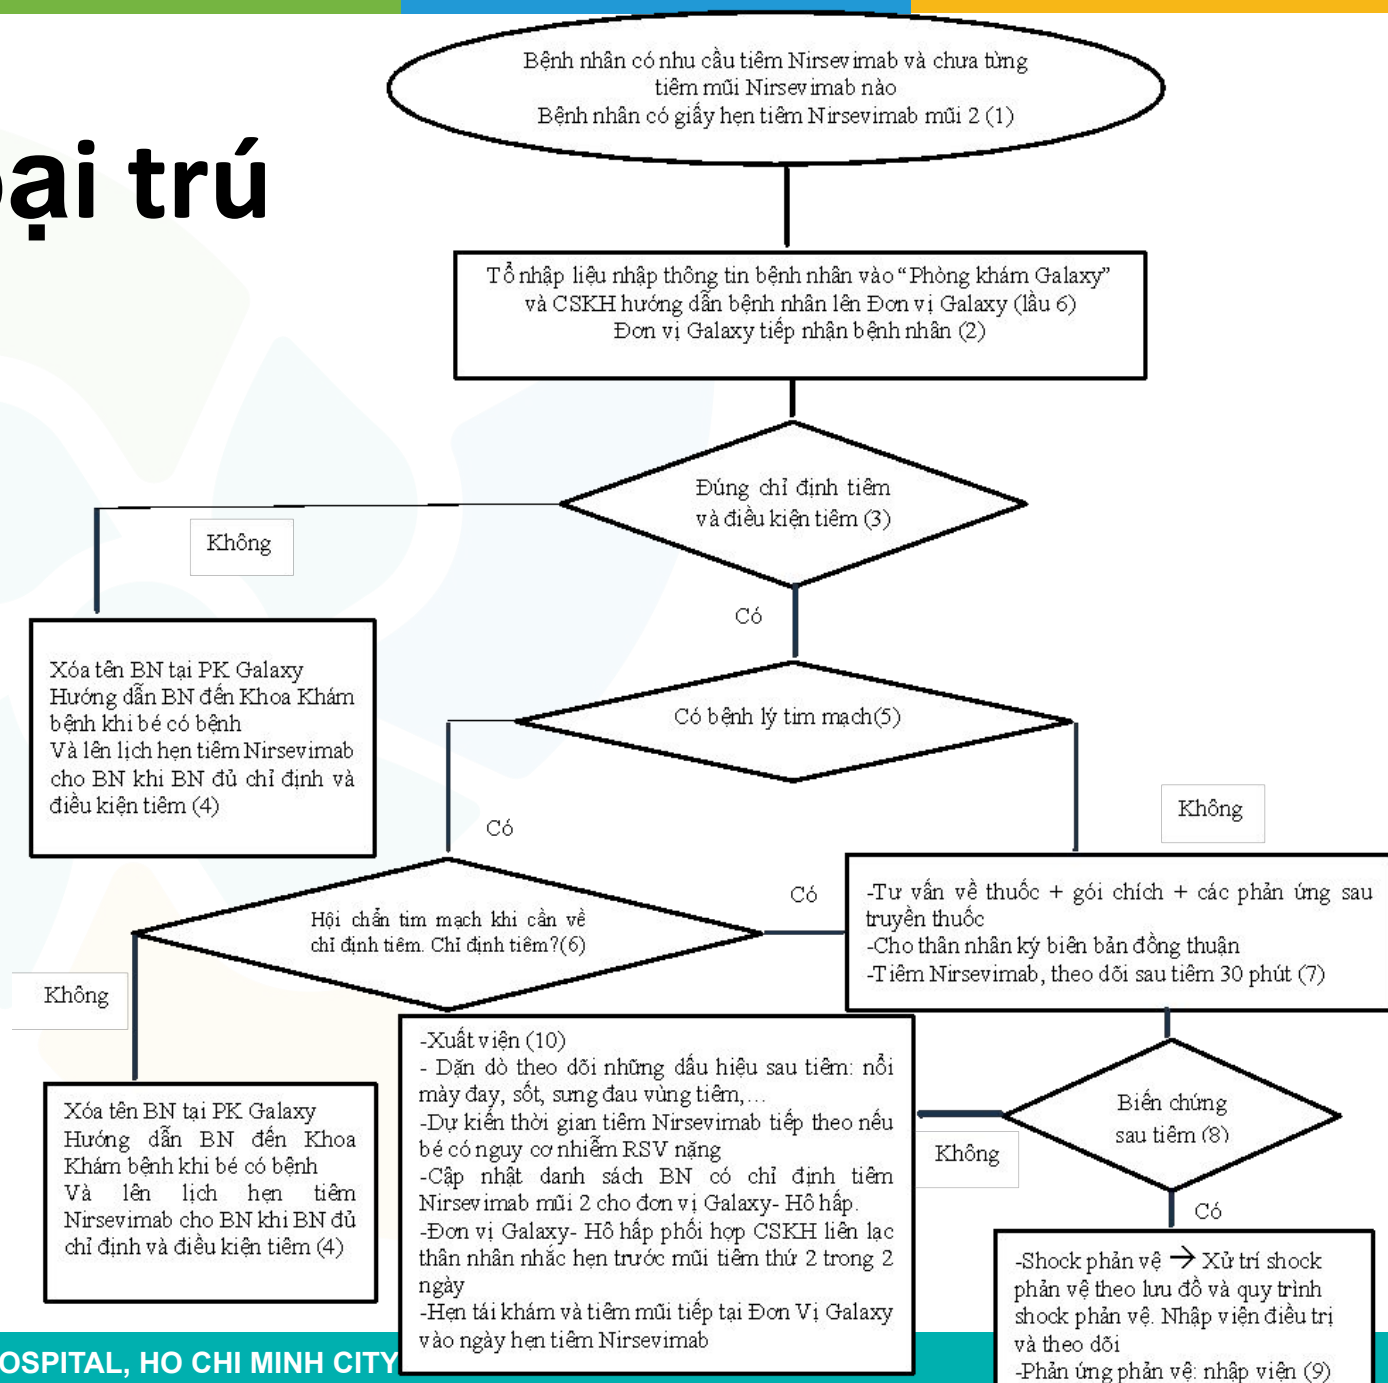 Bệnh nhân có nhu cầu tiêm Nirsevimab và chưa từng
tiêm mũi Nirsevimab nào
Bệnh nhân có giấy hẹn tiêm Nirsevimab mũi 2 (1)
ại trú
Tổ nhập liệu nhập thông tin bệnh nhân vào “Phòng khám Galaxy”
và CSKH hướng dẫn bệnh nhân lên Đơn vị Galaxy (lầu 6)
Đơn vị Galaxy tiếp nhận bệnh nhân (2)
Đúng chỉ định tiêm
và điều kiện tiêm (3)
Không
Có
Xóa tên BN tại PK Galaxy
Hướng dẫn BN đến Khoa Khám
bệnh khi bé có bệnh
Và lên lịch hẹn tiêm Nirsevimab
cho BN khi BN đủ chỉ định và
điều kiện tiêm (4)
Có bệnh lý tim mạch(5)
Không
Có
Hội chẩn tim mạch khi cần về
chỉ định tiêm. Chỉ định tiêm?(6)
Có
-Tư vấn về thuốc + gói chích + các phản ứng sau
truyền thuốc
-Cho thân nhân ký biên bản đồng thuận
-Tiêm Nirsevimab, theo dõi sau tiêm 30 phút (7)
Không
Xóa tên BN tại PK Galaxy
Hướng dẫn BN đến Khoa
Khám bệnh khi bé có bệnh
Và lên lịch hẹn tiêm
Nirsevimab cho BN khi BN đủ
chỉ định và điều kiện tiêm (4)
-Xuất viện (10)
- Dặn dò theo dõi những dấu hiệu sau tiêm: nổi
mày đay, sốt, sưng đau vùng tiêm,...
-Dự kiến thời gian tiêm Nirsevimab tiếp theo nếu
bé có nguy cơ nhiễm RSV nặng
-Cập nhật danh sách BN có chỉ định tiêm
Nirsevimab mũi 2 cho đơn vị Galaxy- Hô hấp.
-Đơn vị Galaxy- Hô hấp phối hợp CSKH liên lạc
thân nhân nhắc hẹn trước mũi tiêm thứ 2 trong 2
ngày
-Hẹn tái khám và tiêm mũi tiếp tại Đơn Vị Galaxy
vào ngày hẹn tiêm Nirsevimab
Biến chứng
sau tiêm (8)
Không
Có
-Shock phản vệ → Xử trí shock
phản vệ theo lưu đồ và quy trình
shock phản vệ. Nhập viện điều trị
và theo dõi
-Phản ứng phản vệ: nhập viện (9)
OSPITAL, HO CHI MINH CITY